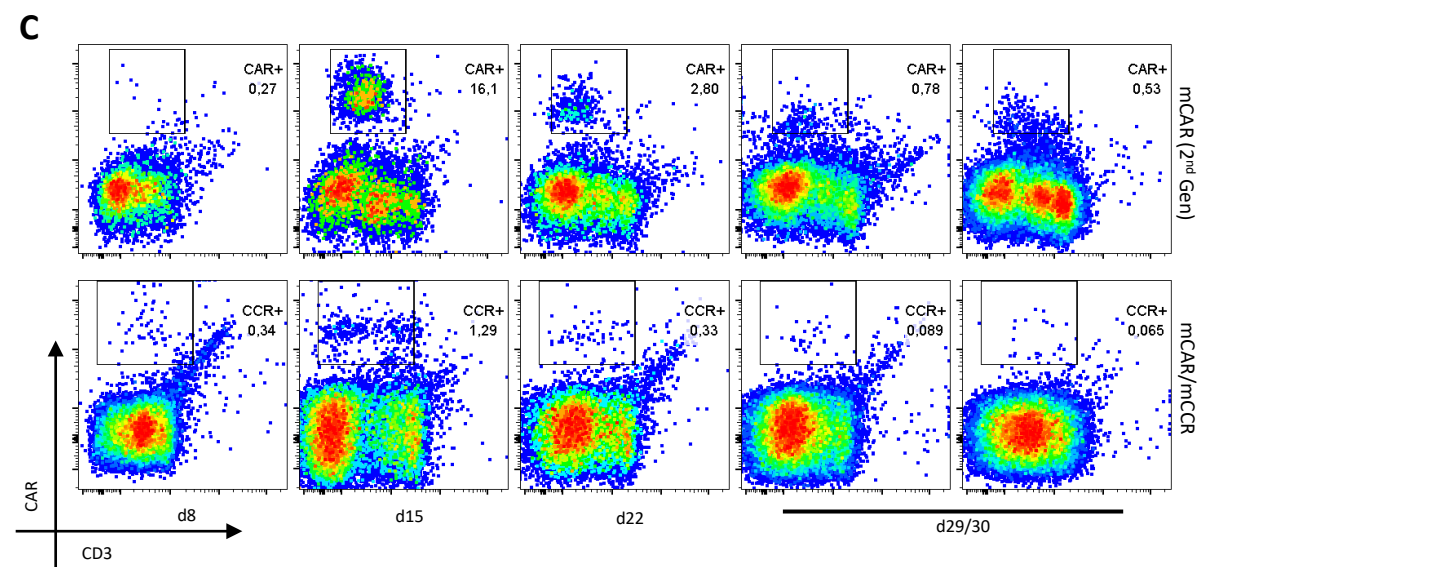 C
CAR+
0,27
CAR+
16,1
CAR+
2,80
CAR+
0,78
CAR+
0,53
mCAR (2nd Gen)
CCR+
0,34
CCR+
1,29
CCR+
0,33
CCR+
0,089
CCR+
0,065
mCAR/mCCR
CAR
d8
d15
d22
d29/30
CD3